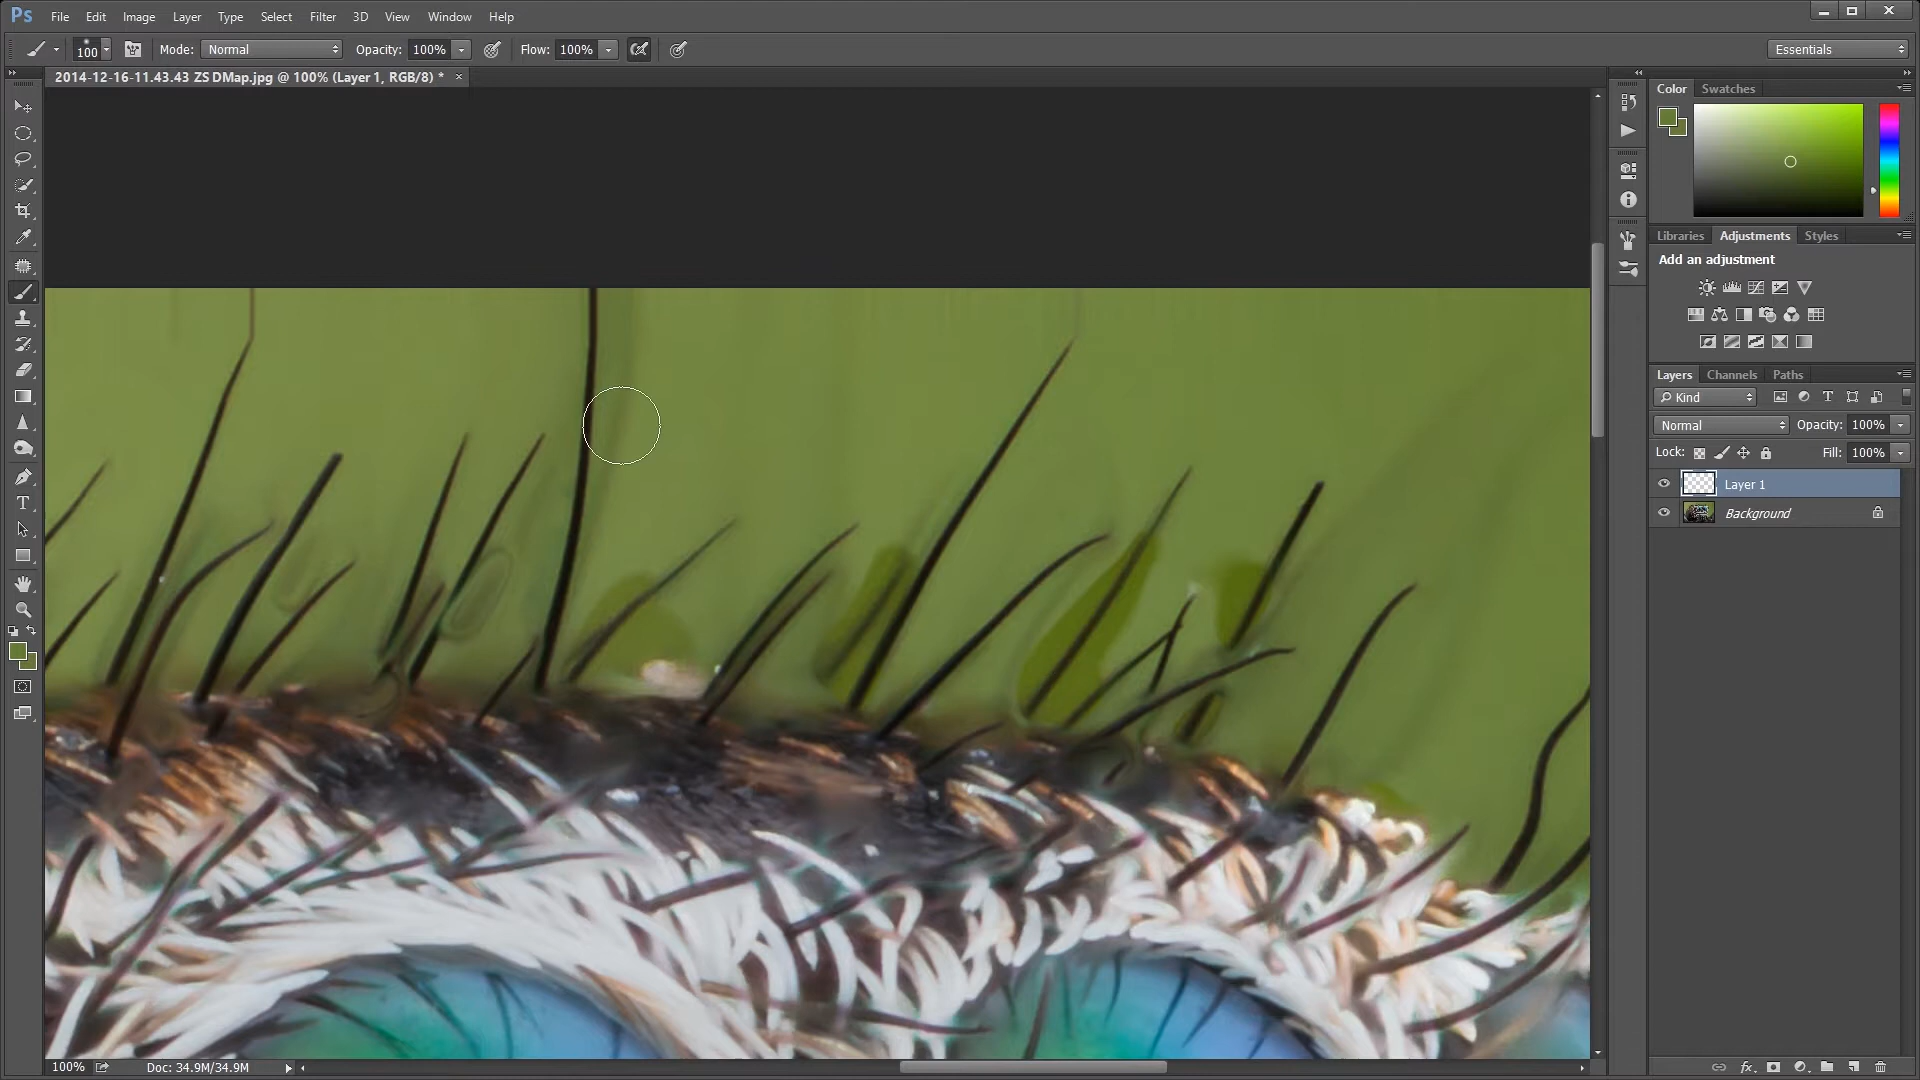 Ps File Edit Image Layer Type Select Filter 3D View Window Help
100 Mode: Normal Opacity: 100% Flow: 100% Essentials
2014-12-16-11.43.43 ZS DMap.jpg @ 100% (Layer 1, RGB/8) * ×
Color Swatches
Libraries Adjustments Styles
Add an adjustment
Layers Channels Paths
Kind T
Normal Opacity: 100%
Lock: Fill: 100%
Layer 1
Background
T
100% Doc: 34.9M/34.9M
fx